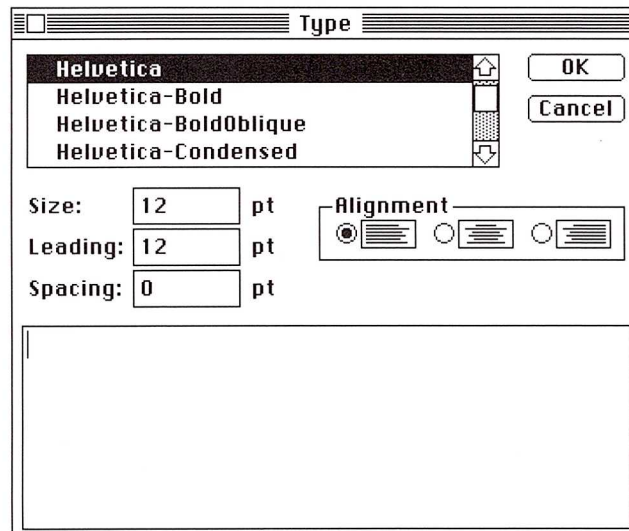 Type
Helvetica
Helvetica-Bold
Helvetica-BoldOblique
Helvetica-Condensed
OK
Cancel
Size: 12 pt
Leading: 12 pt
Spacing: 0 pt
Alignment